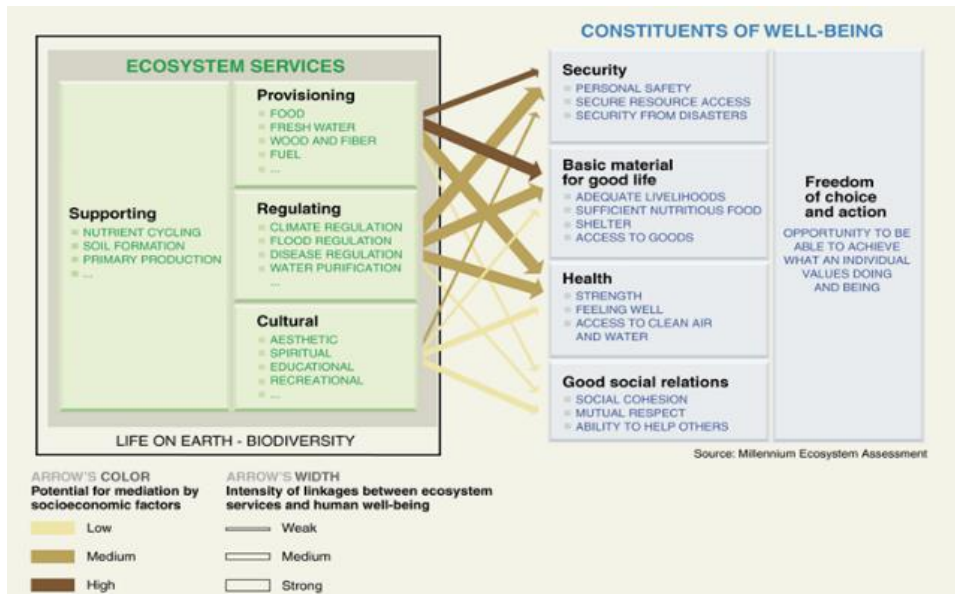 CONSTITUENTS OF WELL-BEING
ECOSYSTEM SERVICES
Supporting
NUTRIENT CYCLING
SOIL FORMATION
PRIMARY PRODUCTION
...
Provisioning
FOOD
FRESH WATER
WOOD AND FIBER
FUEL
...
Regulating
CLIMATE REGULATION
FLOOD REGULATION
DISEASE REGULATION
WATER PURIFICATION
...
Cultural
AESTHETIC
SPIRITUAL
EDUCATIONAL
RECREATIONAL
...
LIFE ON EARTH - BIODIVERSITY
Security
PERSONAL SAFETY
SECURE RESOURCE ACCESS
SECURITY FROM DISASTERS
Basic material
for good life
ADEQUATE LIVELIHOODS
SUFFICIENT NUTRITIOUS FOOD
SHELTER
ACCESS TO GOODS
Health
STRENGTH
FEELING WELL
ACCESS TO CLEAN AIR
AND WATER
Good social relations
SOCIAL COHESION
MUTUAL RESPECT
ABILITY TO HELP OTHERS
Freedom
of choice
and action
OPPORTUNITY TO BE
ABLE TO ACHIEVE
WHAT AN INDIVIDUAL
VALUES DOING
AND BEING
Source: Millennium Ecosystem Assessment
ARROW'S COLOR
Potential for mediation by
socioeconomic factors
Low
Medium
High
ARROW'S WIDTH
Intensity of linkages between ecosystem
services and human well-being
Weak
Medium
Strong